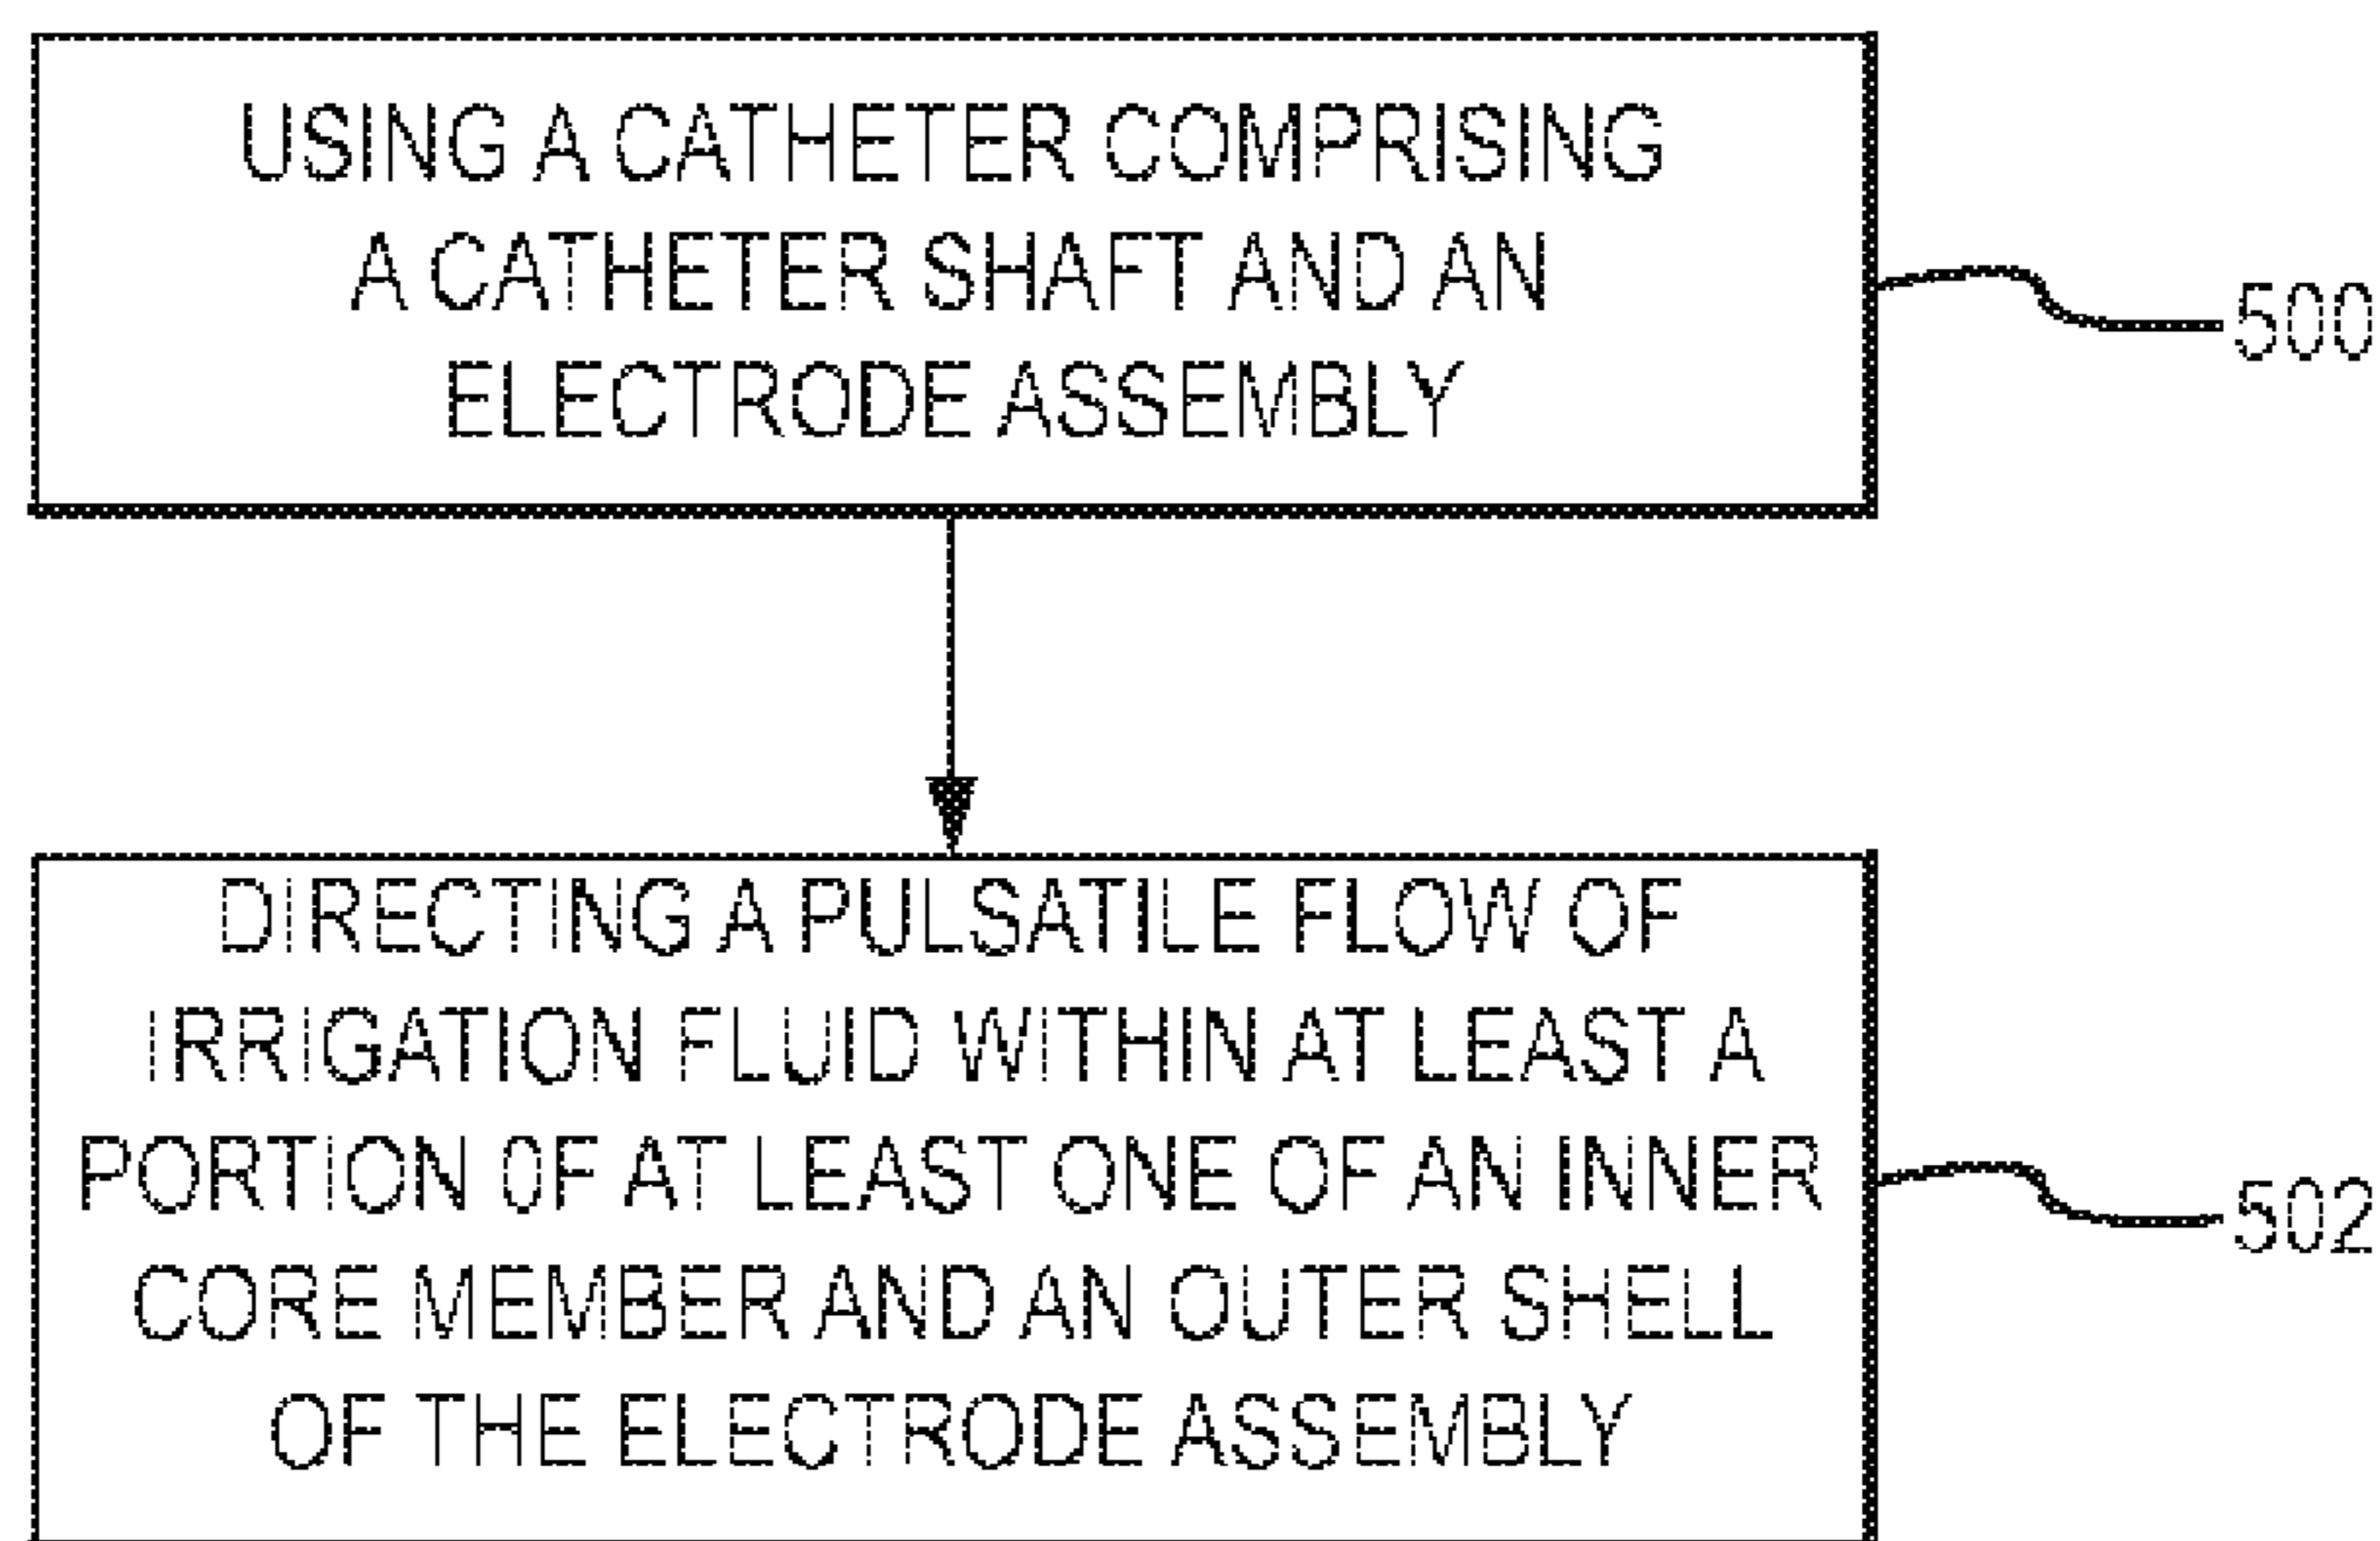 USING A CATHETER COMPRISING
A CATHETER SHAFT AND AN
ELECTRODE ASSEMBLY
500
DIRECTING A PULSATILE FLOW OF
IRRIGATION FLUID WITHIN AT LEAST A
PORTION OF AT LEAST ONE OF AN INNER
CORE MEMBER AND AN OUTER SHELL
OF THE ELECTRODE ASSEMBLY
502